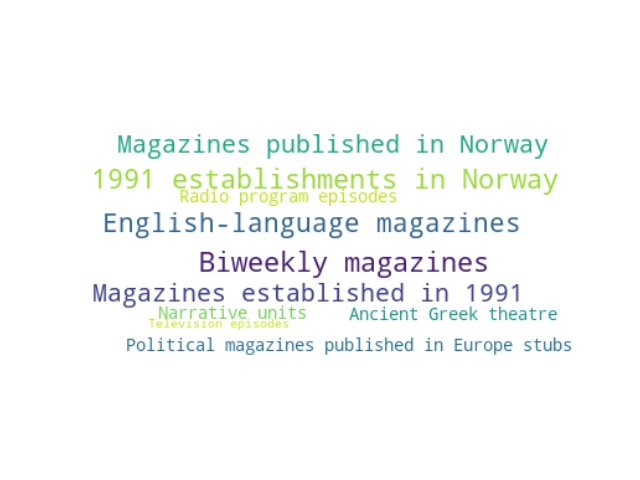 Magazines published in Norway
1991 establishments in Norway
Radio program episodes
English-language magazines
Biweekly magazines
Magazines established in 1991
Narrative units
Ancient Greek theatre
Television episodes
Political magazines published in Europe stubs